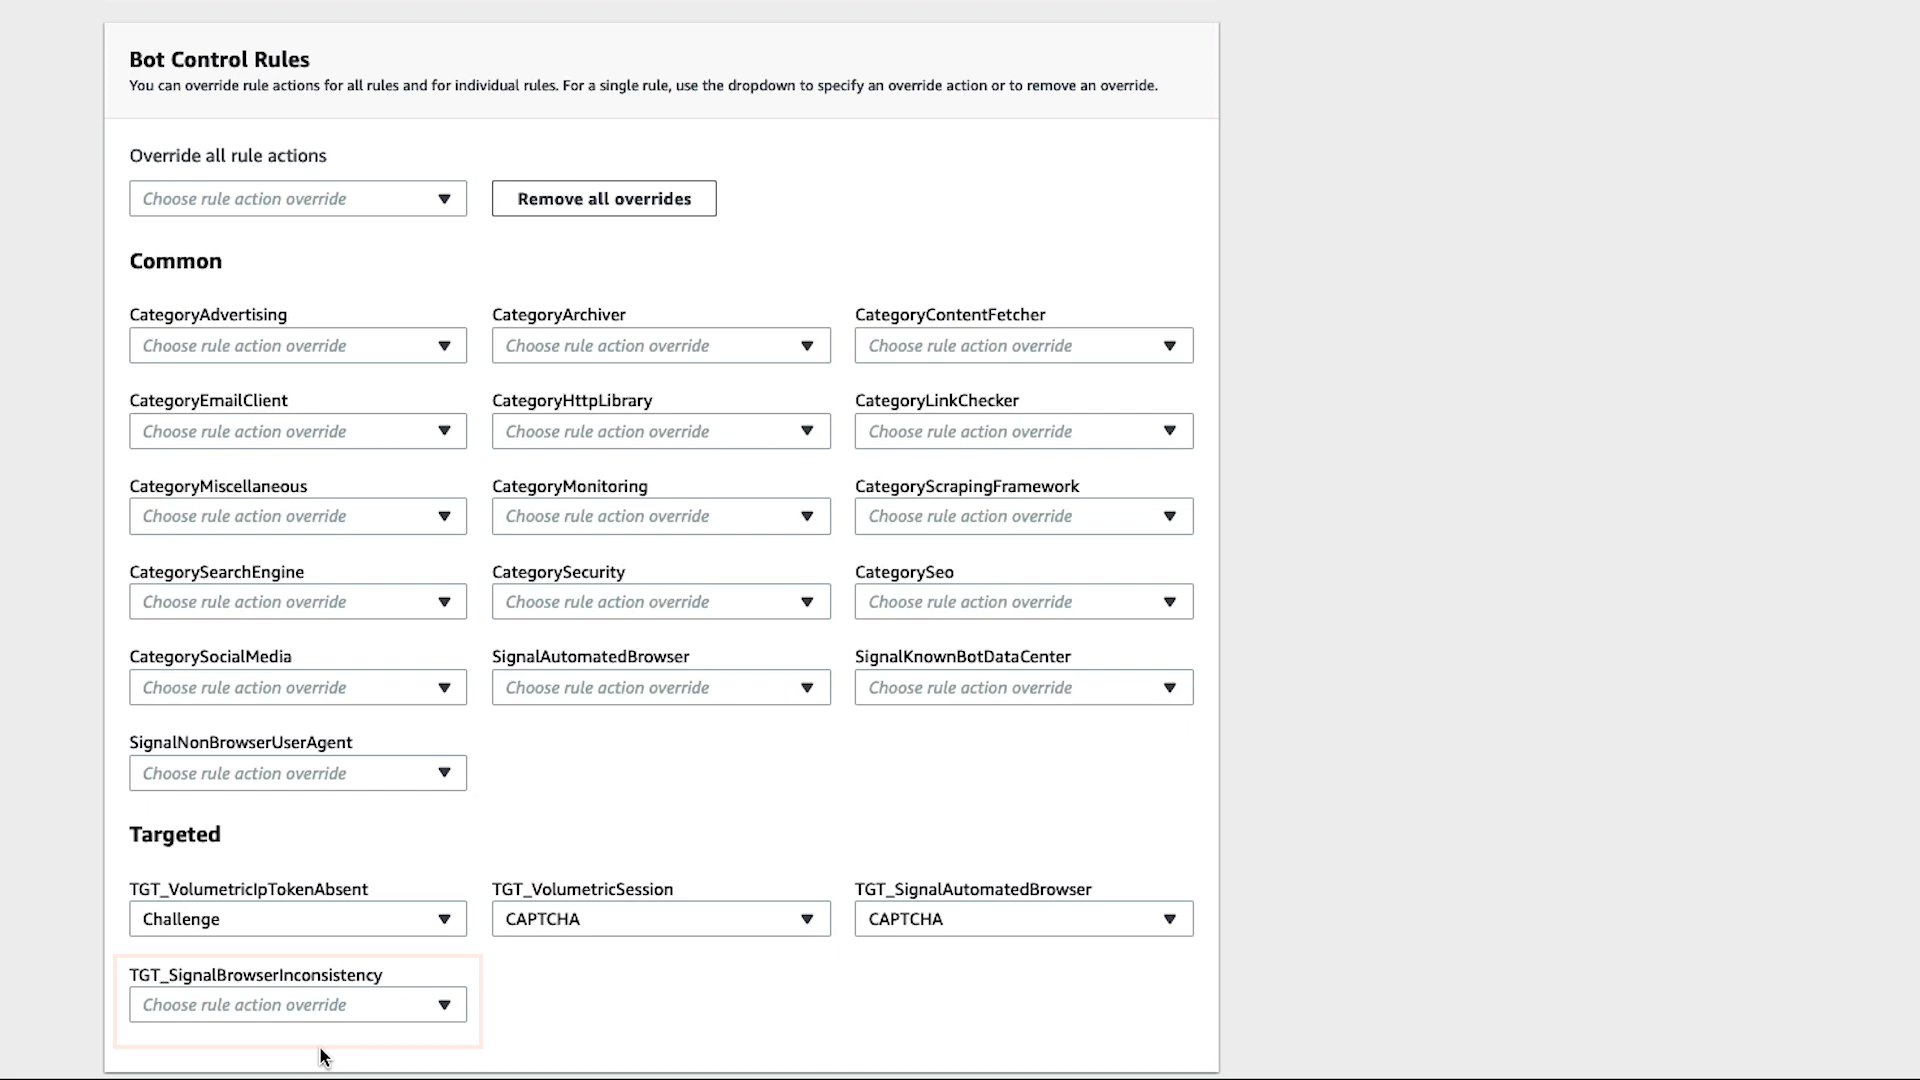 Bot Control Rules
You can override rule actions for all rules and for individual rules. For a single rule, use the dropdown to specify an override action or to remove an override.
Override all rule actions
Choose rule action override
Remove all overrides
Common
CategoryAdvertising
CategoryArchiver
CategoryContentFetcher
Choose rule action override
Choose rule action override
Choose rule action override
CategoryEmailClient
CategoryHttpLibrary
CategoryLinkChecker
Choose rule action override
Choose rule action override
Choose rule action override
CategoryMiscellaneous
CategoryMonitoring
CategoryScrapingFramework
Choose rule action override
Choose rule action override
Choose rule action override
CategorySearchEngine
CategorySecurity
CategorySeo
Choose rule action override
Choose rule action override
Choose rule action override
CategorySocialMedia
SignalAutomatedBrowser
SignalKnownBotDataCenter
Choose rule action override
Choose rule action override
Choose rule action override
SignalNonBrowserUserAgent
Choose rule action override
Targeted
TGT_VolumetricIpTokenAbsent
TGT_VolumetricSession
TGT_SignalAutomatedBrowser
Challenge
CAPTCHA
CAPTCHA
TGT_SignalBrowserInconsistency
Choose rule action override